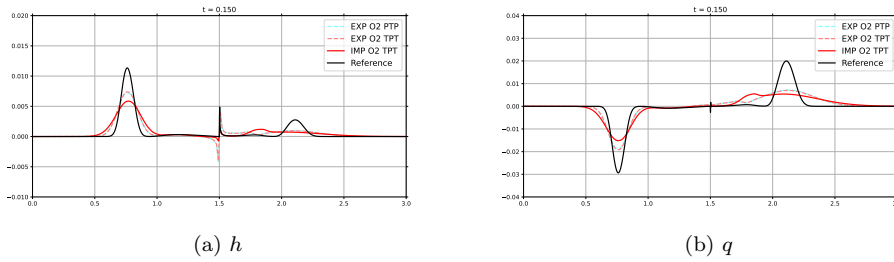 t = 0.150
0.020
0.015
0.010
0.005
0.000
−0.005
−0.010
0.0 0.5 1.0 1.5 2.0 2.5 3.0
EXP O2 PTP
EXP O2 TPT
IMP O2 TPT
Reference
(a) h
t = 0.150
0.04
0.03
0.02
0.01
0.00
−0.01
−0.02
−0.03
−0.04
0.0 0.5 1.0 1.5 2.0 2.5 3.0
EXP O2 PTP
EXP O2 TPT
IMP O2 TPT
Reference
(b) q